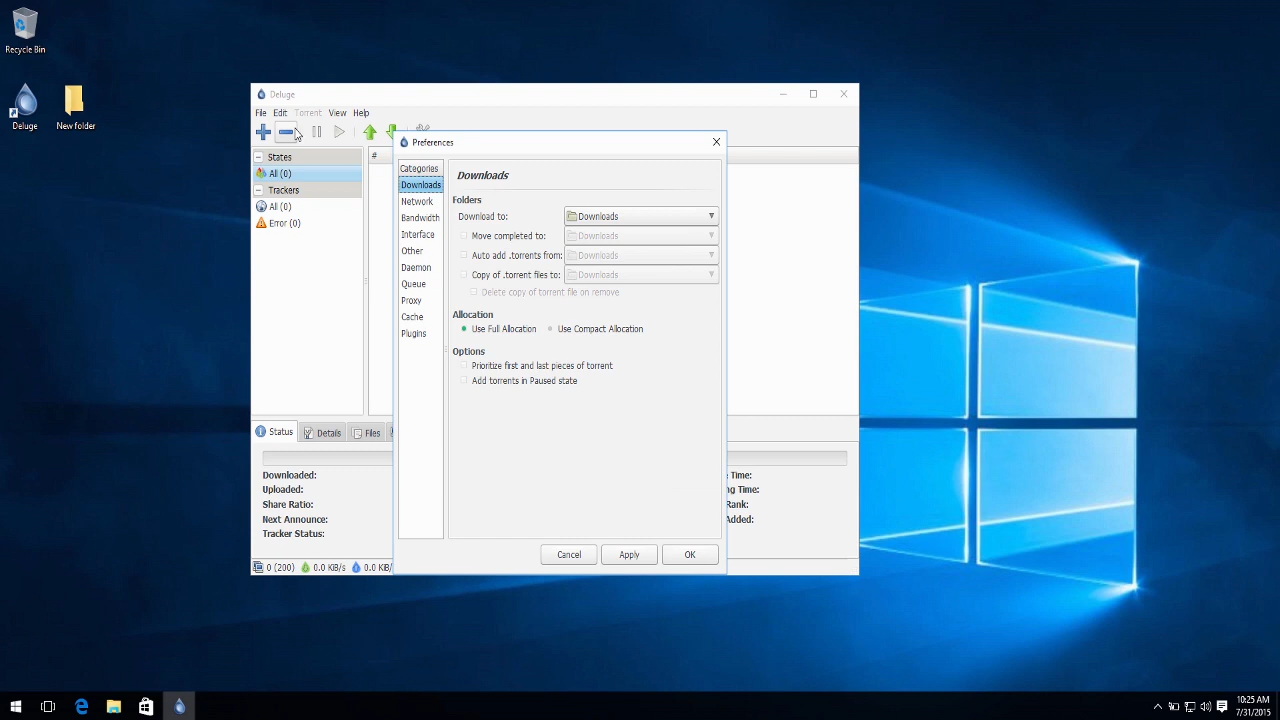 Recycle Bin
Deluge
New folder
Deluge
File Edit Torrent View Help
States
All (0)
Trackers
All (0)
Error (0)
#
Preferences
Categories
Downloads
Network
Bandwidth
Interface
Other
Daemon
Queue
Proxy
Cache
Plugins
Downloads
Folders
Download to: Downloads
Move completed to: Downloads
Auto add .torrents from: Downloads
Copy of .torrent files to: Downloads
Delete copy of torrent file on remove
Allocation
Use Full Allocation Use Compact Allocation
Options
Prioritize first and last pieces of torrent
Add torrents in Paused state
Cancel Apply OK
Status Details Files
Downloaded:
Uploaded:
Share Ratio:
Next Announce:
Tracker Status:
Time:
ng Time:
Rank:
Added:
0 (200) 0.0 KiB/s 0.0 KiB/
10:25 AM
7/31/2015